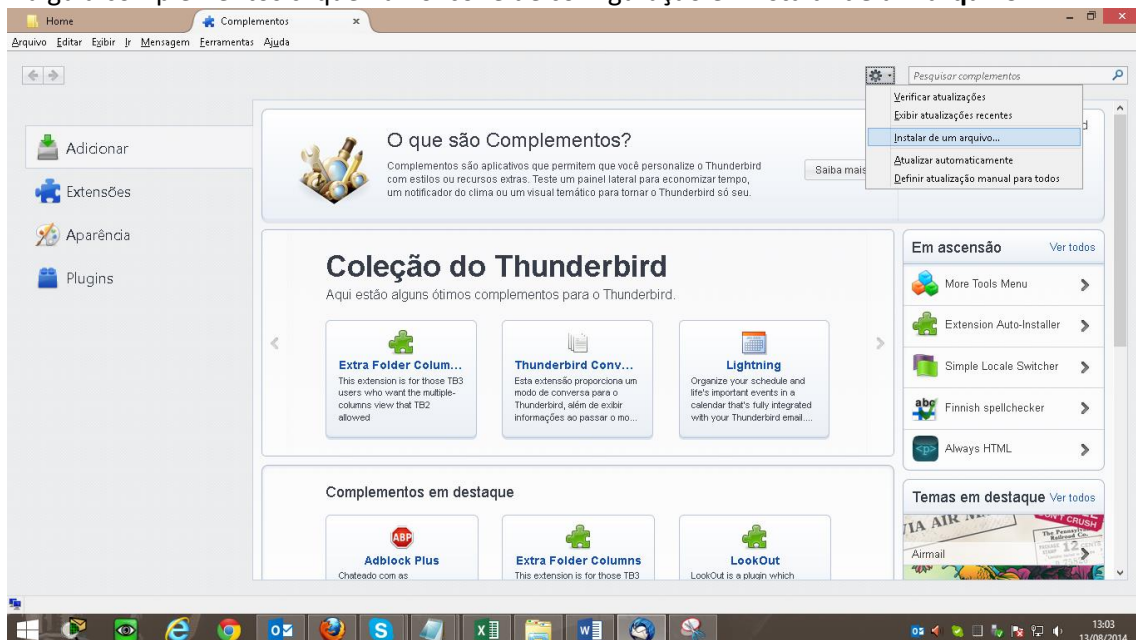 Home
Complementos
Arquivo Editar Exibir Ir Mensagem Ferramentas Ajuda
Pesquisar complementos
Verificar atualizações
Exibir atualizações recentes
Instalar de um arquivo...
Atualizar automaticamente
Definir atualização manual para todos
Adicionar
Extensões
Aparência
Plugins
O que são Complementos?
Complementos são aplicativos que permitem que você personalize o Thunderbird
com estilos ou recursos extras. Teste um painel lateral para economizar tempo,
um notificador do clima ou um visual temático para tornar o Thunderbird só seu.
Saiba mais
Coleção do Thunderbird
Aqui estão alguns ótimos complementos para o Thunderbird.
Extra Folder Colum...
This extension is for those TB3
users who want the multiple-
columns view that TB2
allowed
Thunderbird Conv...
Esta extensão proporciona um
modo de conversa para o
Thunderbird, além de exibir
informações ao passar o mo...
Lightning
Organize your schedule and
life's important events in a
calendar that's fully integrated
with your Thunderbird email....
Em ascensão Ver todos
More Tools Menu
Extension Auto-Installer
Simple Locale Switcher
Finnish spellchecker
Always HTML
Complementos em destaque
ABP
Adblock Plus
Chateado com as
Extra Folder Columns
This extension is for those TB3
LookOut
LookOut is a plugin which
Temas em destaque Ver todos
Airmail
13:03
13/08/2014